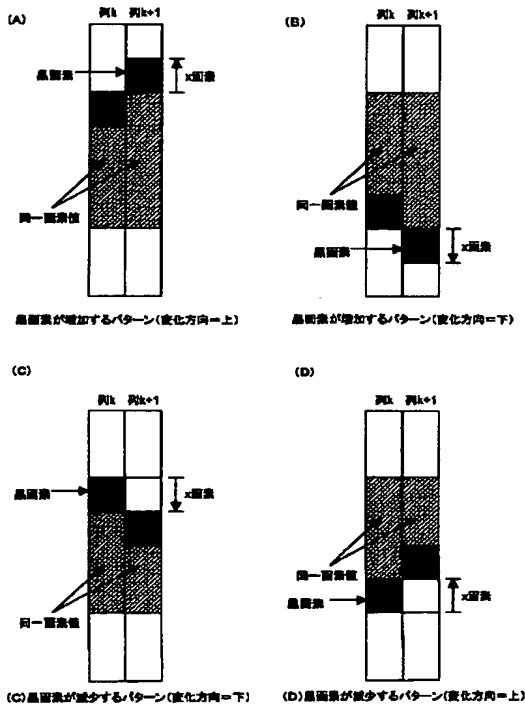 (A)
列k 列k+1
黒画素
x画素
同一画素値
黒画素が増加するパターン(変化方向=上)
(B)
列k 列k+1
同一画素値
黒画素
x画素
黒画素が増加するパターン(変化方向=下)
(C)
列k 列k+1
黒画素
x画素
同一画素値
(C)黒画素が減少するパターン(変化方向=下)
(D)
列k 列k+1
同一画素値
黒画素
x画素
(D)黒画素が減少するパターン(変化方向=上)